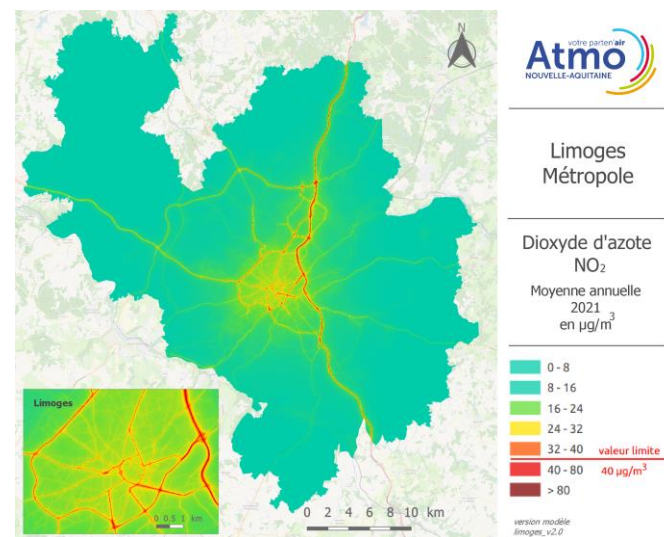 N
votre parten'air
Atmo
NOUVELLE-AQUITAINE
Limoges
Métropole
Dioxyde d'azote
NO₂
Moyenne annuelle
2021
en µg/m³
0 - 8
8 - 16
16 - 24
24 - 32
32 - 40 valeur limite
40 - 80 40 µg/m³
> 80
version modèle
limoges_v2.0
Limoges
0 0.5 1 km
0 2 4 6 8 10 km